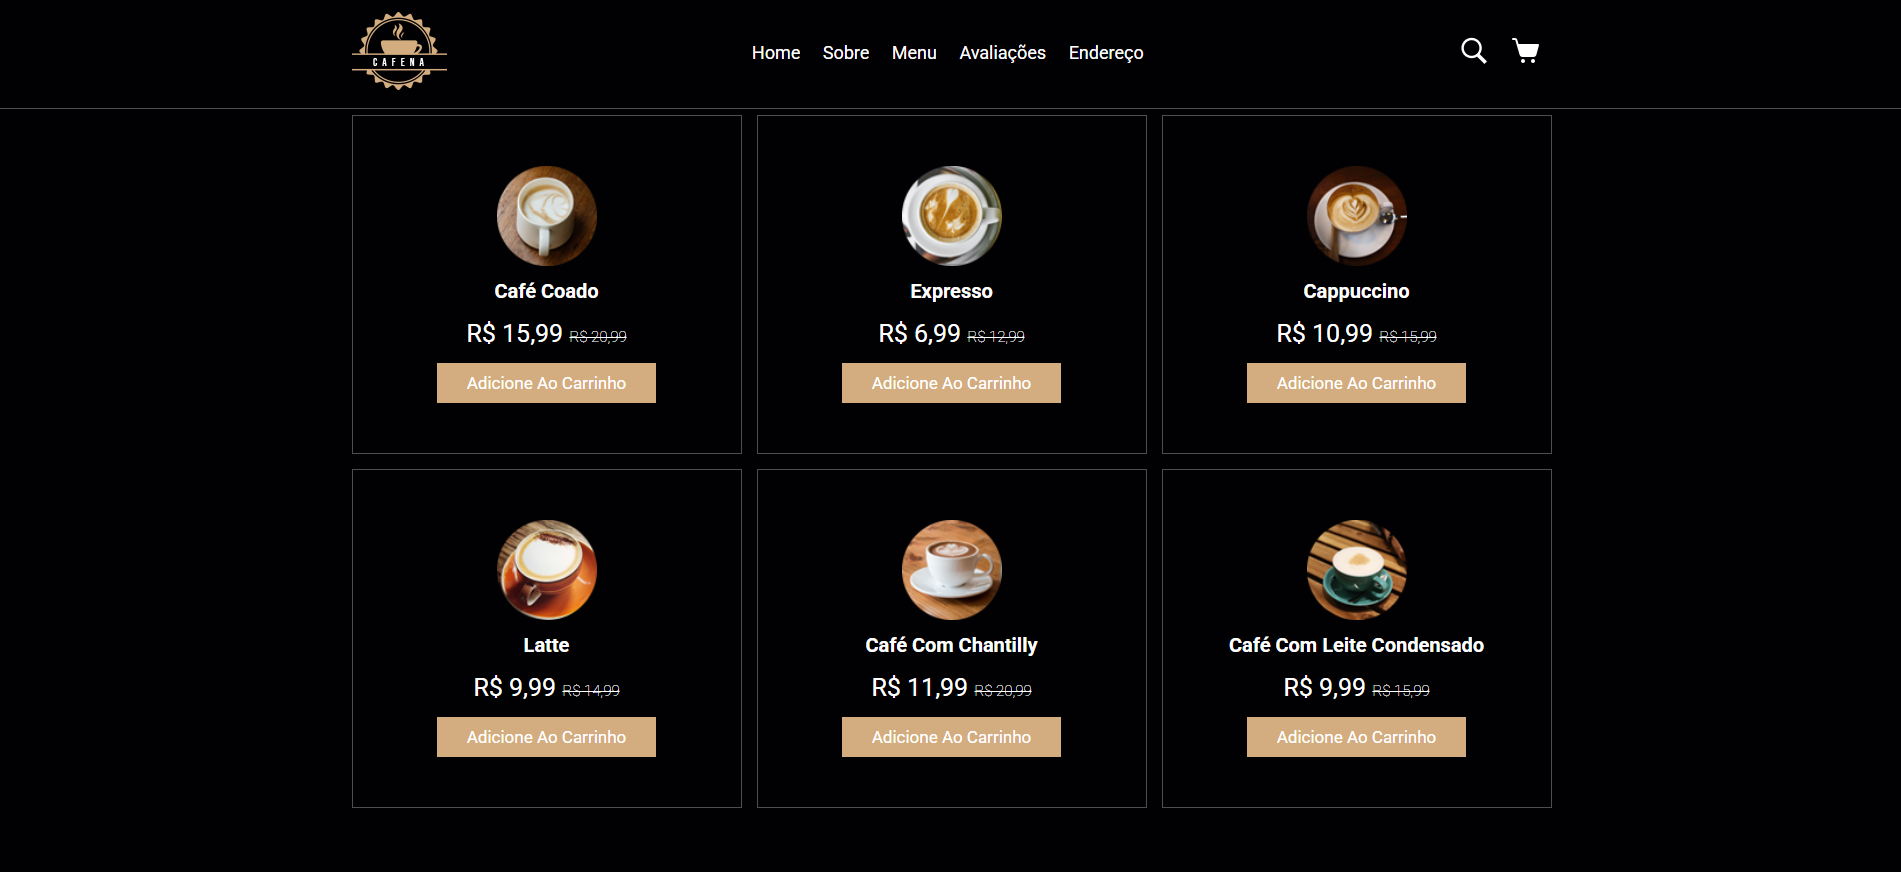 CAFENA
Home Sobre Menu Avaliações Endereço
Café Coado
R$ 15,99 R$ 20,99
Adicione Ao Carrinho
Expresso
R$ 6,99 R$ 12,99
Adicione Ao Carrinho
Cappuccino
R$ 10,99 R$ 15,99
Adicione Ao Carrinho
Latte
R$ 9,99 R$ 14,99
Adicione Ao Carrinho
Café Com Chantilly
R$ 11,99 R$ 20,99
Adicione Ao Carrinho
Café Com Leite Condensado
R$ 9,99 R$ 15,99
Adicione Ao Carrinho